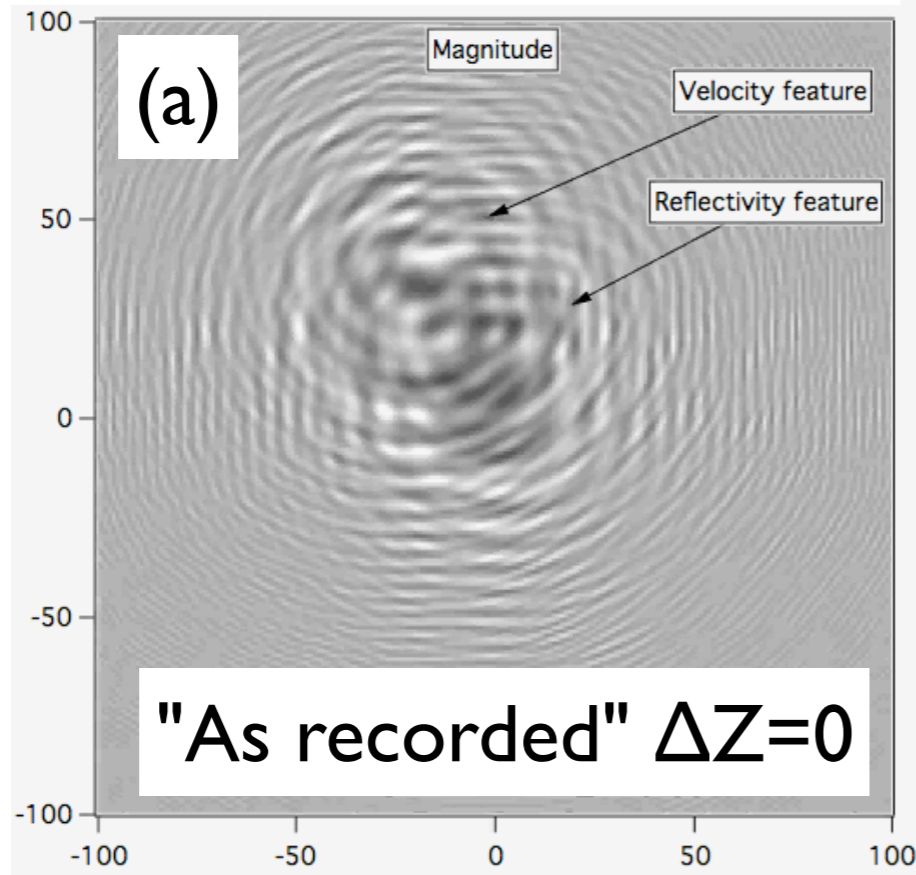 100
Magnitude
(a)
Velocity feature
Reflectivity feature
50
0
-50
"As recorded" ΔZ=0
-100
-100 -50 0 50 100